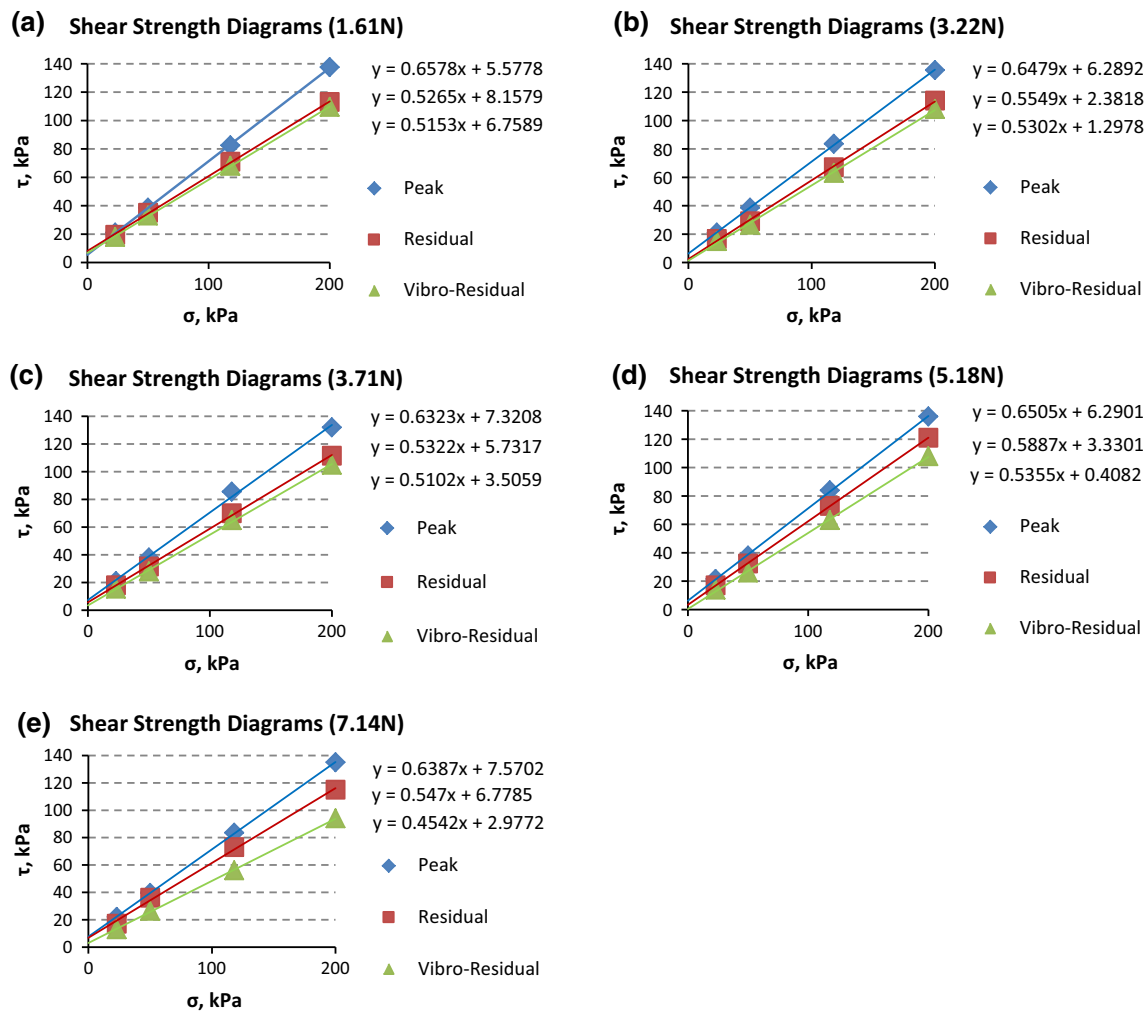 (a) Shear Strength Diagrams (1.61N)
140
120
100
80
60
40
20
0
τ, kPa
0 100 200
σ, kPa
y = 0.6578x + 5.5778
y = 0.5265x + 8.1579
y = 0.5153x + 6.7589
Peak
Residual
Vibro-Residual
(b) Shear Strength Diagrams (3.22N)
140
120
100
80
60
40
20
0
τ, kPa
0 100 200
σ, kPa
y = 0.6479x + 6.2892
y = 0.5549x + 2.3818
y = 0.5302x + 1.2978
Peak
Residual
Vibro-Residual
(c) Shear Strength Diagrams (3.71N)
140
120
100
80
60
40
20
0
τ, kPa
0 100 200
σ, kPa
y = 0.6323x + 7.3208
y = 0.5322x + 5.7317
y = 0.5102x + 3.5059
Peak
Residual
Vibro-Residual
(d) Shear Strength Diagrams (5.18N)
140
120
100
80
60
40
20
0
τ, kPa
0 100 200
σ, kPa
y = 0.6505x + 6.2901
y = 0.5887x + 3.3301
y = 0.5355x + 0.4082
Peak
Residual
Vibro-Residual
(e) Shear Strength Diagrams (7.14N)
140
120
100
80
60
40
20
0
τ, kPa
0 100 200
σ, kPa
y = 0.6387x + 7.5702
y = 0.547x + 6.7785
y = 0.4542x + 2.9772
Peak
Residual
Vibro-Residual